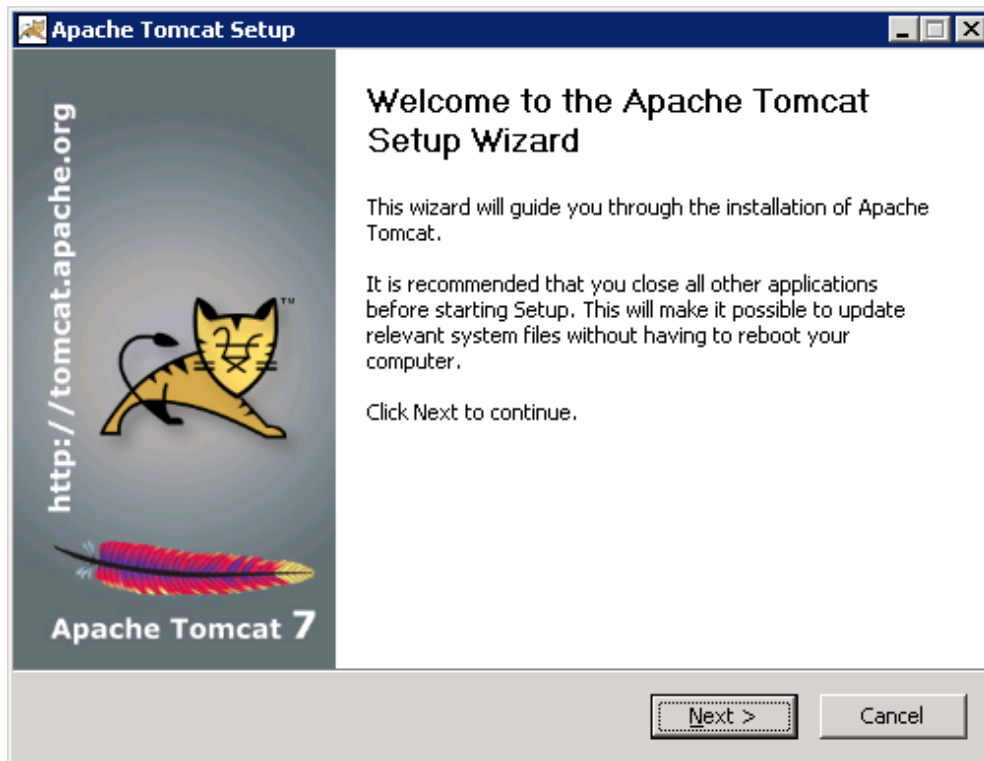 Apache Tomcat Setup
http://tomcat.apache.org
TM
Apache Tomcat 7
Welcome to the Apache Tomcat
Setup Wizard
This wizard will guide you through the installation of Apache
Tomcat.
It is recommended that you close all other applications
before starting Setup. This will make it possible to update
relevant system files without having to reboot your
computer.
Click Next to continue.
Next >
Cancel